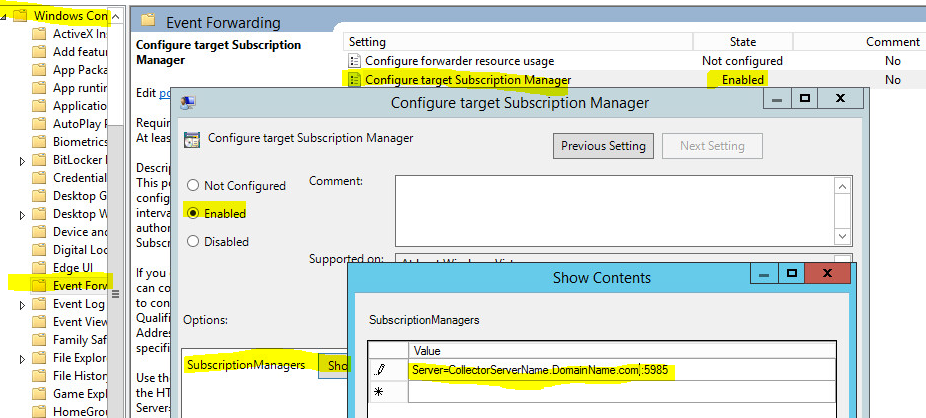 Windows Con
ActiveX In
Add featur
App Packa
App runtin
Application
AutoPlay P
Biometrics
BitLocker
Credential
Desktop G
Desktop W
Device and
Digital Loc
Edge UI
Event Forw
Event Log
Event View
Family Saf
File Explor
File History
Game Expl
HomeGrou
Event Forwarding
Configure target Subscription
Manager
Edit po
Requir
At leas
Descri
This po
config
interva
author
Subscr
If you
can co
to con
Qualifi
Addres
specifi
Use th
the HT
Server=
Setting State Comment
Configure forwarder resource usage Not configured No
Configure target Subscription Manager Enabled No
Configure target Subscription Manager
Configure target Subscription Manager
Previous Setting Next Setting
Not Configured
Enabled
Disabled
Comment:
Supported on:
At least Windows Vista
Options:
SubscriptionManagers Sho
Show Contents
SubscriptionManagers
Value
Server=CollectorServerName.DomainName.com:5985